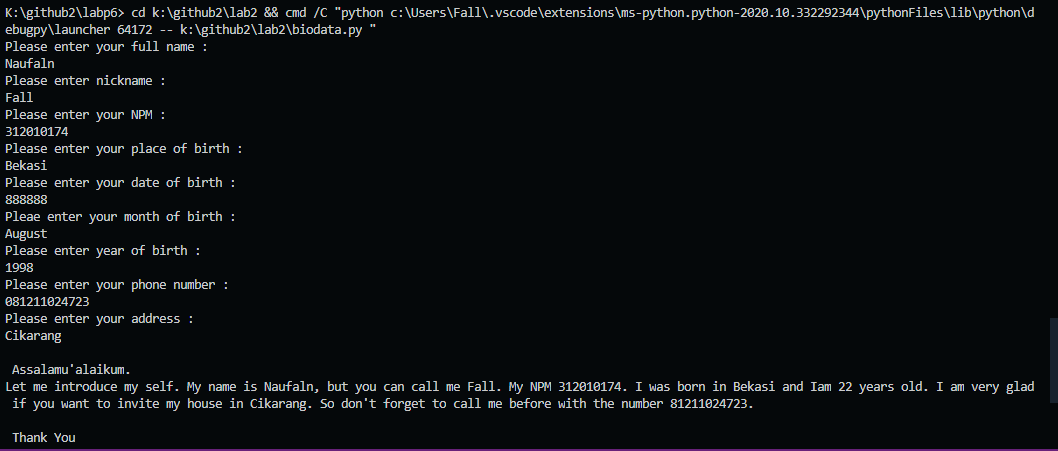 K:\github2\labp6> cd k:\github2\lab2 && cmd /C "python c:\Users\Fall\.vscode\extensions\ms-python.python-2020.10.332292344\pythonFiles\lib\python\d
ebugpy\launcher 64172 -- k:\github2\lab2\biodata.py "
Please enter your full name :
Naufaln
Please enter nickname :
Fall
Please enter your NPM :
312010174
Please enter your place of birth :
Bekasi
Please enter your date of birth :
888888
Pleae enter your month of birth :
August
Please enter year of birth :
1998
Please enter your phone number :
081211024723
Please enter your address :
Cikarang
Assalamu'alaikum.
Let me introduce my self. My name is Naufaln, but you can call me Fall. My NPM 312010174. I was born in Bekasi and Iam 22 years old. I am very glad
if you want to invite my house in Cikarang. So don't forget to call me before with the number 81211024723.
Thank You